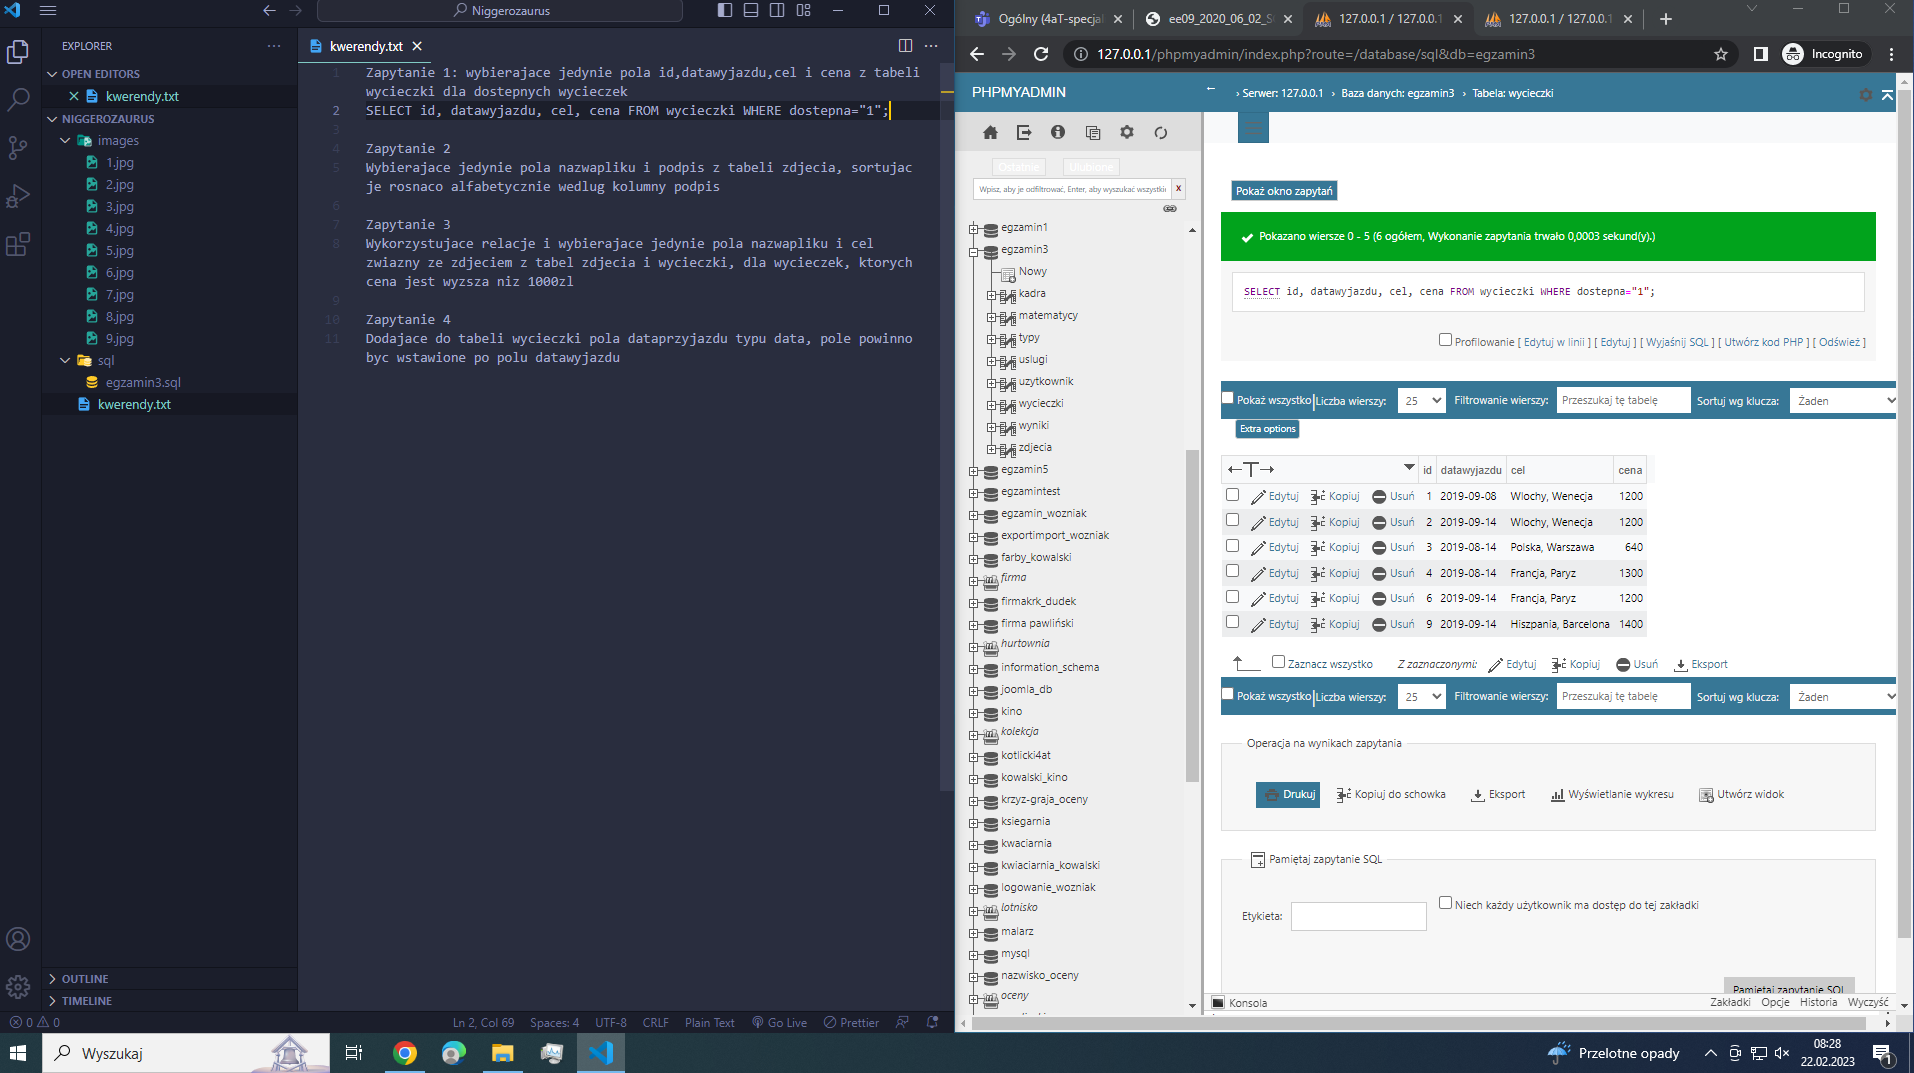 Niggerozaurus
EXPLORER
OPEN EDITORS
kwerendy.txt
NIGGEROZAURUS
images
1.jpg
2.jpg
3.jpg
4.jpg
5.jpg
6.jpg
7.jpg
8.jpg
9.jpg
sql
egzamin3.sql
kwerendy.txt
OUTLINE
TIMELINE
kwerendy.txt
1 Zapytanie 1: wybierajace jedynie pola id,datawyjazdu,cel i cena z tabeli
wycieczki dla dostepnych wycieczek
2 SELECT id, datawyjazdu, cel, cena FROM wycieczki WHERE dostepna="1";
3
4 Zapytanie 2
5 Wybierajace jedynie pola nazwapliku i podpis z tabeli zdjecia, sortujac
je rosnaco alfabetycznie wedlug kolumny podpis
6
7 Zapytanie 3
8 Wykorzystujace relacje i wybierajace jedynie pola nazwapliku i cel
zwiazny ze zdjeciem z tabel zdjecia i wycieczki, dla wycieczek, ktorych
cena jest wyzsza niz 1000zl
9
10 Zapytanie 4
11 Dodajace do tabeli wycieczki pola dataprzyjazdu typu data, pole powinno
byc wstawione po polu datawyjazdu
0 0
Ln 2, Col 69 Spaces: 4 UTF-8 CRLF Plain Text Go Live Prettier
Ogólny (4aT-specjal
ee09_2020_06_02_S
127.0.0.1 / 127.0.0.1
127.0.0.1 / 127.0.0.1
127.0.0.1/phpmyadmin/index.php?route=/database/sql&db=egzamin3
Incognito
PHPMYADMIN
Ostatnie Ulubione
Wpisz, aby je odfiltrować, Enter, aby wyszukać wszystkie
X
egzamin1
egzamin3
Nowy
kadra
matematycy
typy
uslugi
uzytkownik
wycieczki
wyniki
zdjecia
egzamin5
egzamintest
egzamin_wozniak
exportimport_wozniak
farby_kowalski
firma
firmakrk_dudek
firma pawliński
hurtownia
information_schema
joomla_db
kino
kolekcja
kotlicki4at
kowalski_kino
krzyz-graja_oceny
ksiegarnia
kwaciarnia
kwiaciarnia_kowalski
logowanie_wozniak
lotnisko
malarz
mysql
nazwisko_oceny
oceny
› Serwer: 127.0.0.1 › Baza danych: egzamin3 › Tabela: wycieczki
Pokaż okno zapytań
Pokazano wiersze 0 - 5 (6 ogółem, Wykonanie zapytania trwało 0,0003 sekund(y).)
SELECT id, datawyjazdu, cel, cena FROM wycieczki WHERE dostepna="1";
Profilowanie [ Edytuj w linii ] [ Edytuj ] [ Wyjaśnij SQL ] [ Utwórz kod PHP ] [ Odśwież ]
Pokaż wszystko Liczba wierszy: 25 Filtrowanie wierszy: Przeszukaj tę tabelę Sortuj wg klucza: Żaden
Extra options
←T→ id datawyjazdu cel cena
Edytuj Kopiuj Usuń 1 2019-09-08 Wlochy, Wenecja 1200
Edytuj Kopiuj Usuń 2 2019-09-14 Wlochy, Wenecja 1200
Edytuj Kopiuj Usuń 3 2019-08-14 Polska, Warszawa 640
Edytuj Kopiuj Usuń 4 2019-08-14 Francja, Paryz 1300
Edytuj Kopiuj Usuń 6 2019-09-14 Francja, Paryz 1200
Edytuj Kopiuj Usuń 9 2019-09-14 Hiszpania, Barcelona 1400
Zaznacz wszystko Z zaznaczonymi: Edytuj Kopiuj Usuń Eksport
Pokaż wszystko Liczba wierszy: 25 Filtrowanie wierszy: Przeszukaj tę tabelę Sortuj wg klucza: Żaden
Operacja na wynikach zapytania
Drukuj Kopiuj do schowka Eksport Wyświetlanie wykresu Utwórz widok
Pamiętaj zapytanie SQL
Etykieta: Niech każdy użytkownik ma dostęp do tej zakładki
Pamiętaj zapytanie SQL
Konsola Zakładki Opcje Historia Wyczyść
Wyszukaj
Przelotne opady
08:28
22.02.2023
1